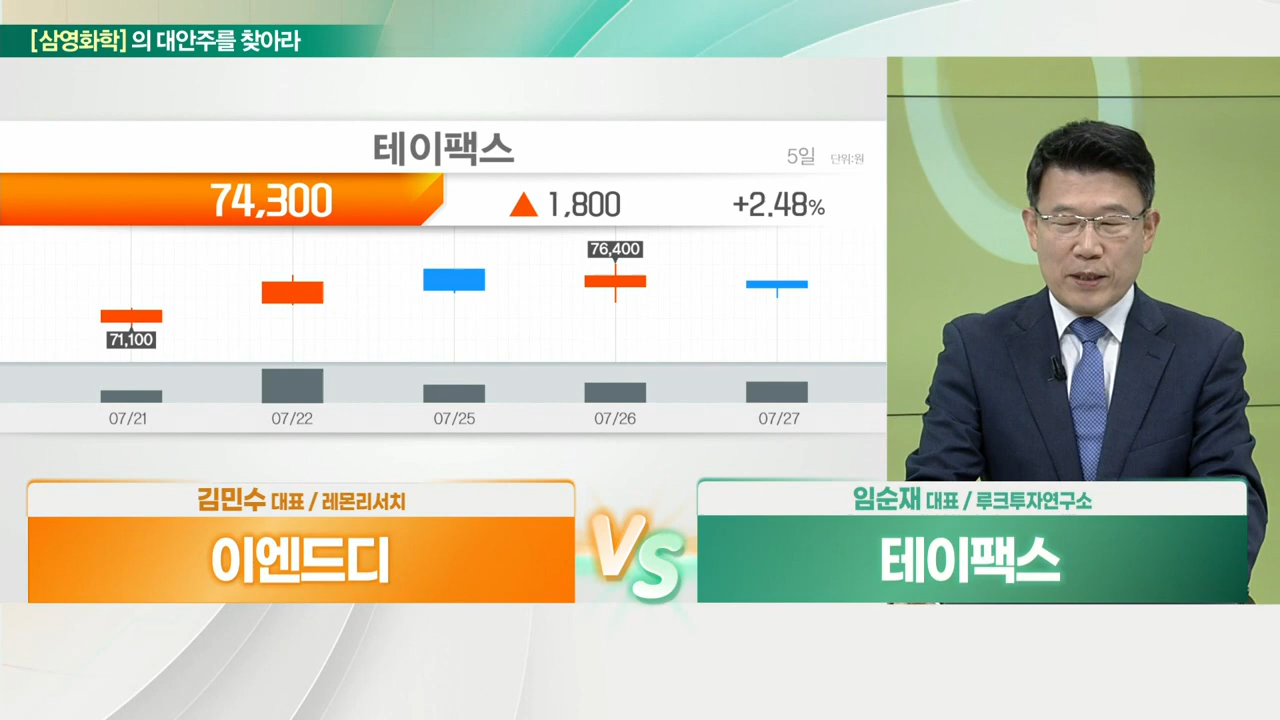 [삼영화학]의 대안주를 찾아라
테이팩스
5일 단위:원
74,300 ▲ 1,800 +2.48%
76,400
71,100
07/21 07/22 07/25 07/26 07/27
김민수 대표 / 레몬리서치
이엔드디
VS
임순재 대표 / 루크투자연구소
테이팩스